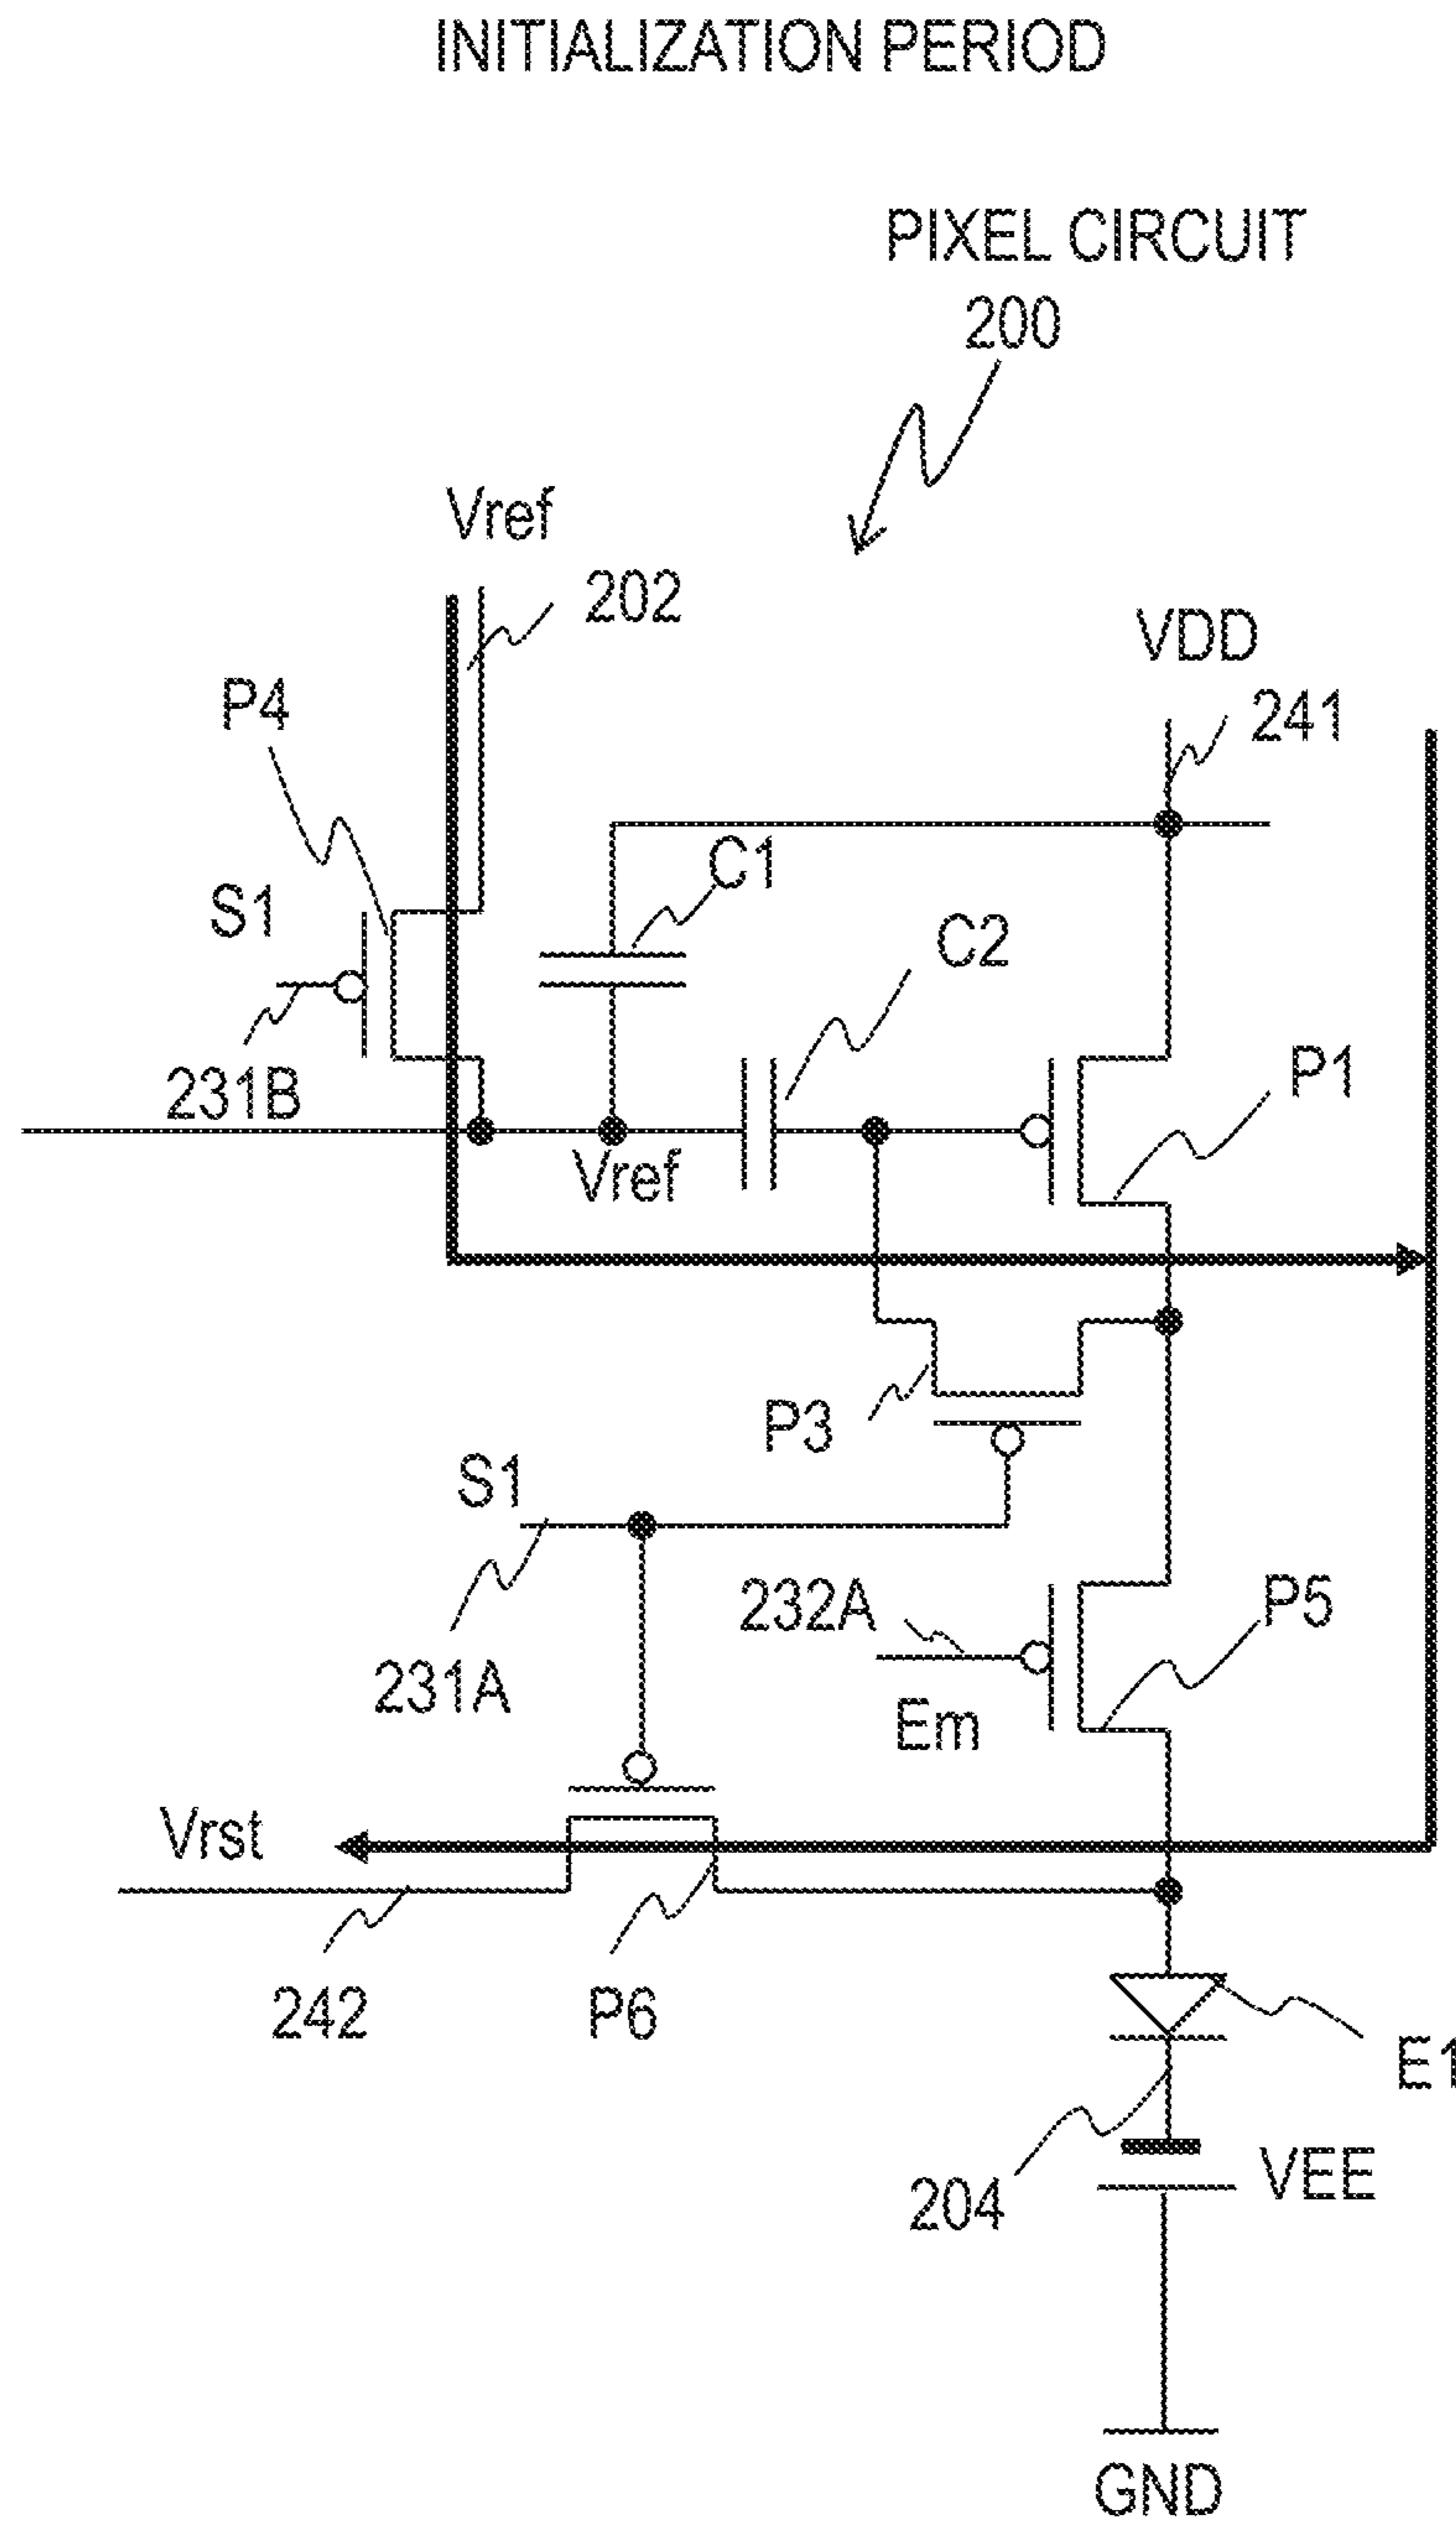 INITIALIZATION PERIOD
PIXEL CIRCUIT
200
Vref
202
VDD
P4
241
C1
S1
C2
P1
231B
Vref
P3
S1
232A
P5
231A
Em
Vrst
242
P6
E1
VEE
204
GND